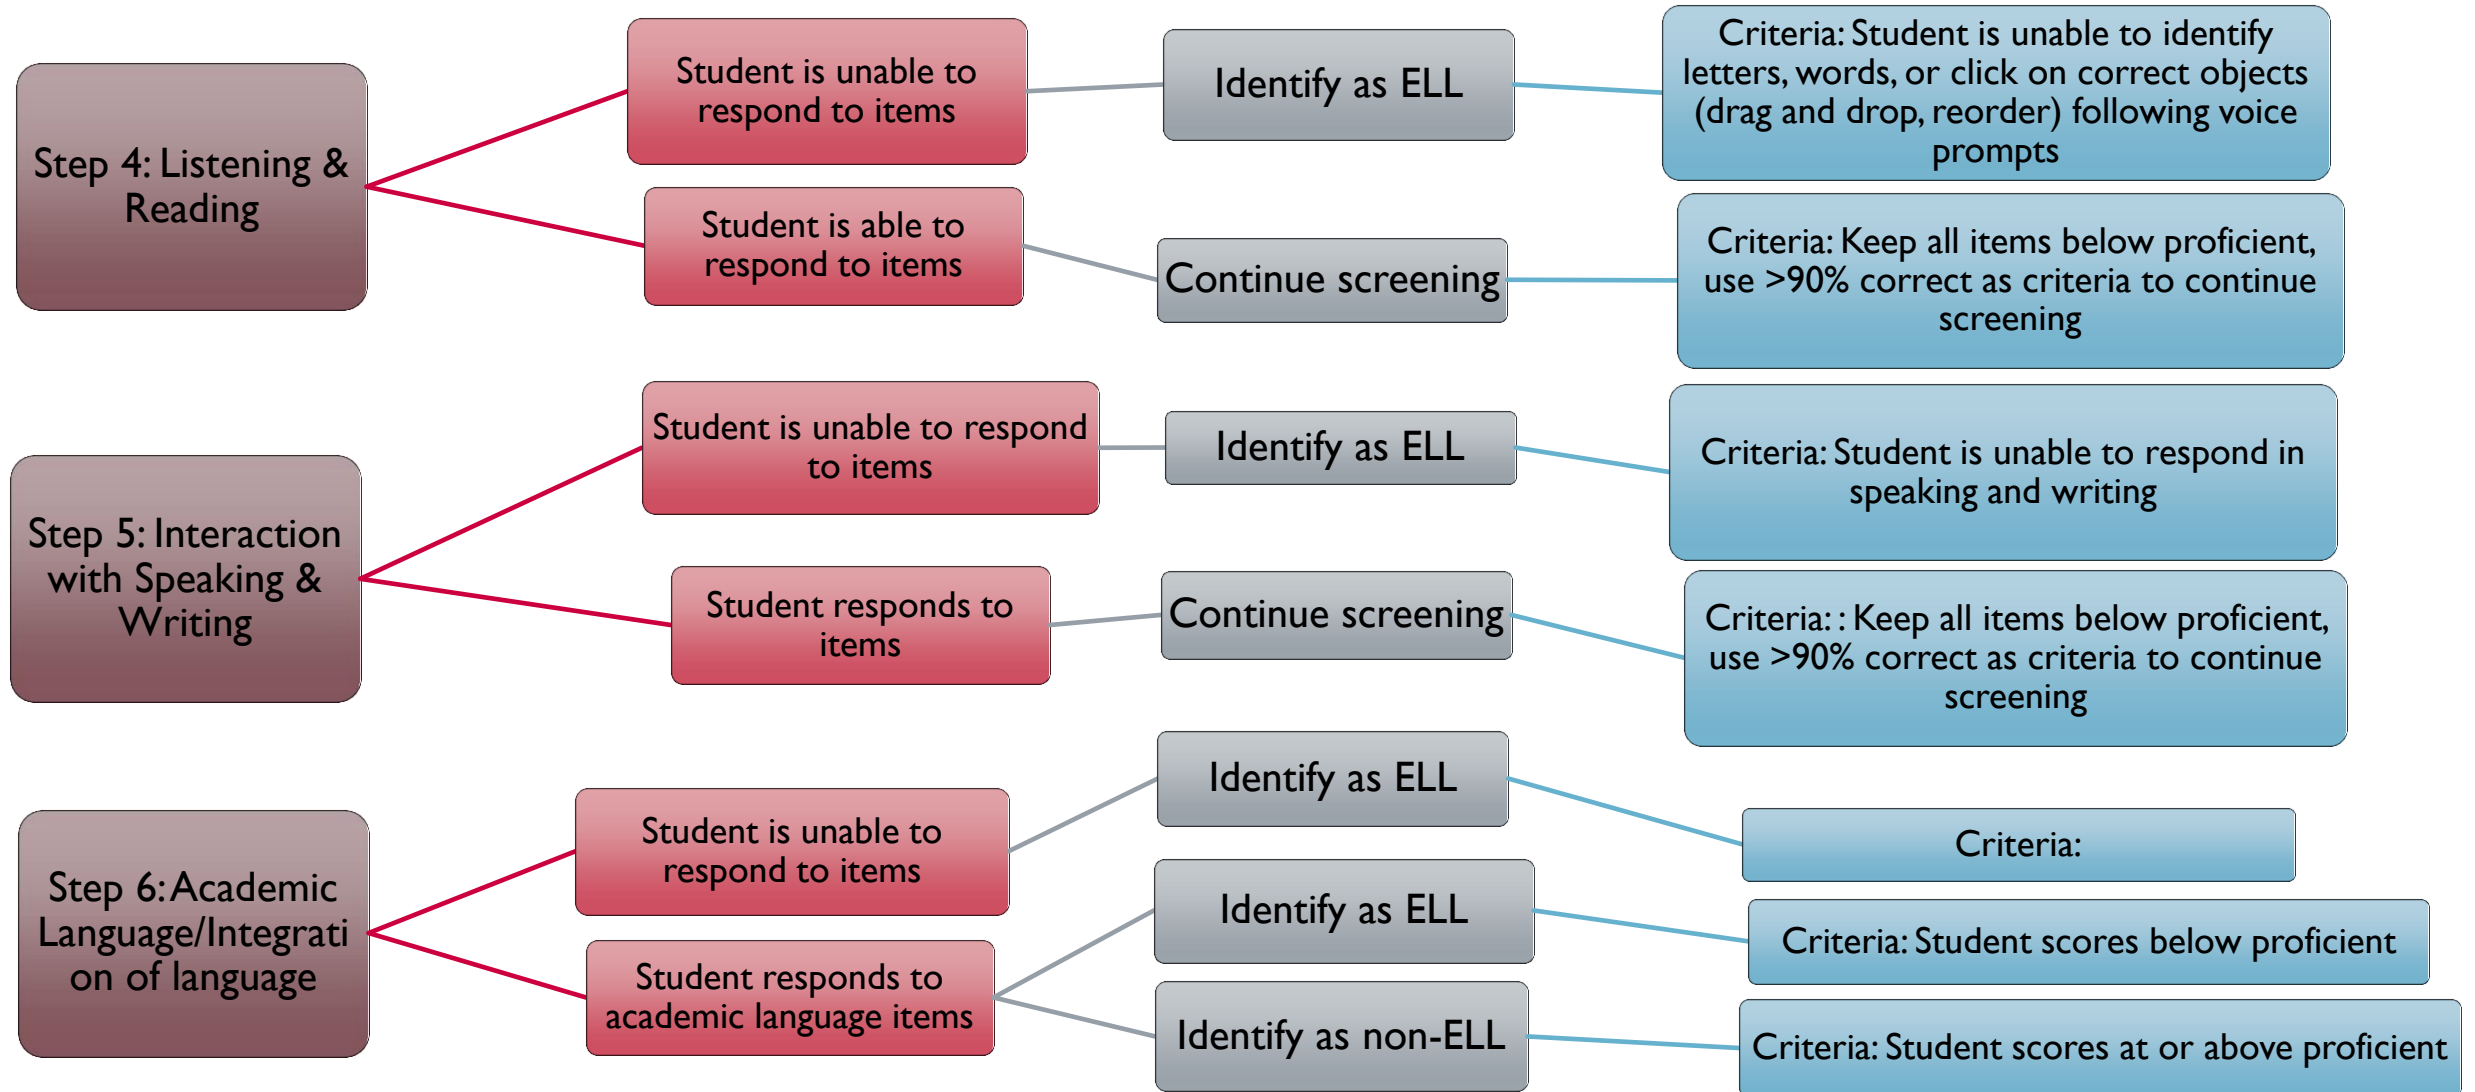 Step 4: Listening &
Reading
Student is unable to
respond to items
Identify as ELL
Criteria: Student is unable to identify
letters, words, or click on correct objects
(drag and drop, reorder) following voice
prompts
Student is able to
respond to items
Continue screening
Criteria: Keep all items below proficient,
use >90% correct as criteria to continue
screening
Step 5: Interaction
with Speaking &
Writing
Student is unable to respond
to items
Identify as ELL
Criteria: Student is unable to respond in
speaking and writing
Student responds to
items
Continue screening
Criteria: : Keep all items below proficient,
use >90% correct as criteria to continue
screening
Step 6: Academic
Language/Integrati
on of language
Student is unable to
respond to items
Identify as ELL
Criteria:
Student responds to
academic language items
Identify as ELL
Criteria: Student scores below proficient
Identify as non-ELL
Criteria: Student scores at or above proficient